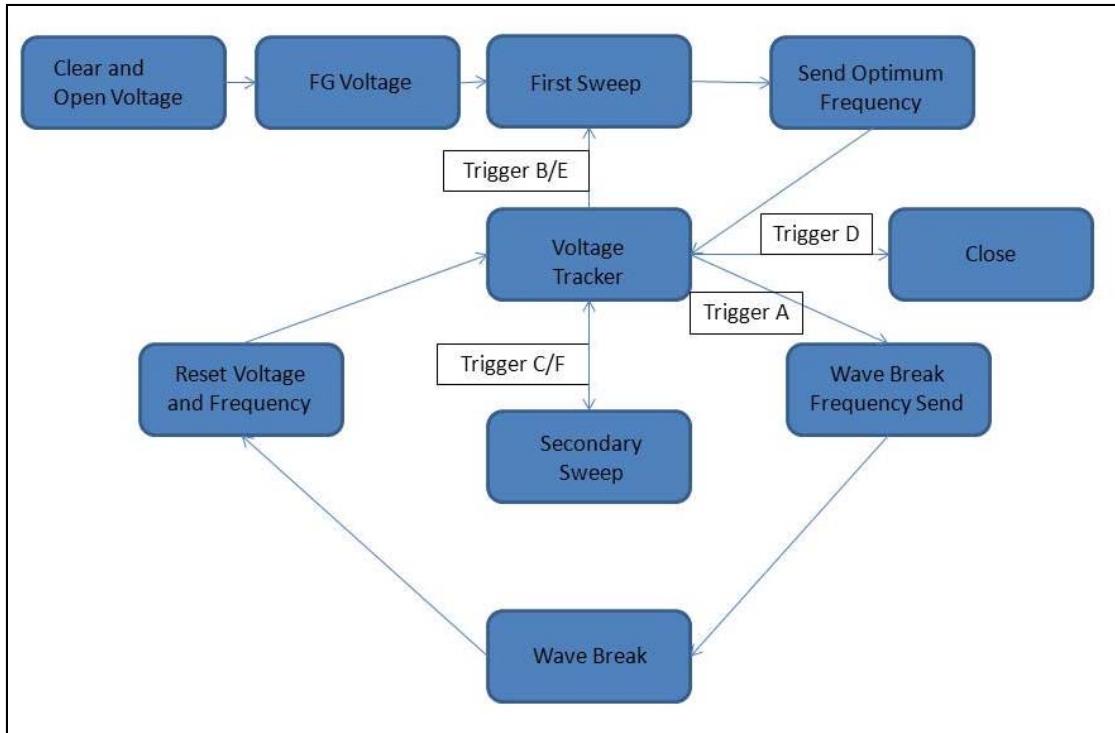 Clear and
Open Voltage
FG Voltage
First Sweep
Send Optimum
Frequency
Trigger B/E
Voltage
Tracker
Trigger D
Close
Trigger A
Trigger C/F
Reset Voltage
and Frequency
Wave Break
Frequency Send
Secondary
Sweep
Wave Break